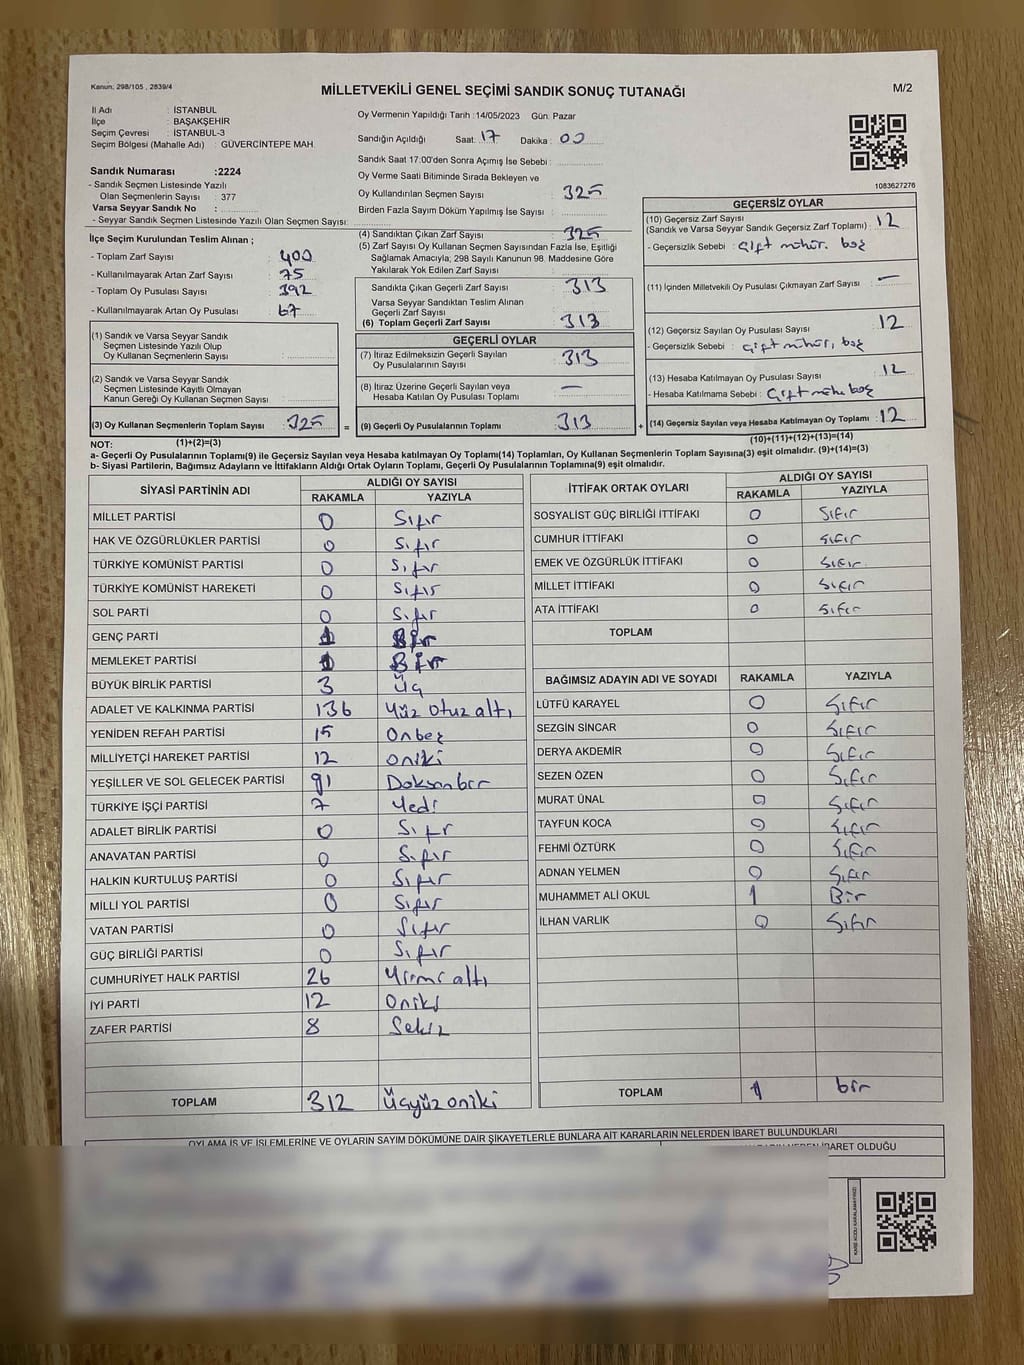 Kanun; 298/105 , 2839/4
MİLLETVEKİLİ GENEL SEÇİMİ SANDIK SONUÇ TUTANAĞI
M/2
İl Adı : İSTANBUL
İlçe : BAŞAKŞEHİR
Seçim Çevresi : İSTANBUL-3
Seçim Bölgesi (Mahalle Adı) : GÜVERCİNTEPE MAH.
Sandık Numarası :2224
- Sandık Seçmen Listesinde Yazılı
Olan Seçmenlerin Sayısı : 377
Varsa Seyyar Sandık No :
- Seyyar Sandık Seçmen Listesinde Yazılı Olan Seçmen Sayısı:
Oy Vermenin Yapıldığı Tarih :14/05/2023 Gün: Pazar
Sandığın Açıldığı Saat: 17 Dakika : 00
Sandık Saat 17:00'den Sonra Açımış İse Sebebi :
Oy Verme Saati Bitiminde Sırada Bekleyen ve
Oy Kullandırılan Seçmen Sayısı : 325
Birden Fazla Sayım Döküm Yapılmış İse Sayısı :
1083627276
İlçe Seçim Kurulundan Teslim Alınan ;
- Toplam Zarf Sayısı : 400
- Kullanılmayarak Artan Zarf Sayısı : 75
- Toplam Oy Pusulası Sayısı : 392
- Kullanılmayarak Artan Oy Pusulası : 67
(4) Sandıktan Çıkan Zarf Sayısı : 325
(5) Zarf Sayısı Oy Kullanan Seçmen Sayısından Fazla İse, Eşitliği
Sağlamak Amacıyla; 298 Sayılı Kanunun 98. Maddesine Göre
Yakılarak Yok Edilen Zarf Sayısı :
Sandıkta Çıkan Geçerli Zarf Sayısı : 313
Varsa Seyyar Sandıktan Teslim Alınan
Geçerli Zarf Sayısı :
(6) Toplam Geçerli Zarf Sayısı : 313
GEÇERSİZ OYLAR
(10) Geçersiz Zarf Sayısı
(Sandık ve Varsa Seyyar Sandık Geçersiz Zarf Toplamı) : 12
- Geçersizlik Sebebi : Çift mühür. boş
(11) İçinden Milletvekili Oy Pusulası Çıkmayan Zarf Sayısı : —
(12) Geçersiz Sayılan Oy Pusulası Sayısı : 12
- Geçersizlik Sebebi : Çift mühür, boş
(13) Hesaba Katılmayan Oy Pusulası Sayısı : 12
- Hesaba Katılmama Sebebi : Çift mühe boş
(14) Geçersiz Sayılan veya Hesaba Katılmayan Oy Toplamı : 12
(1) Sandık ve Varsa Seyyar Sandık
Seçmen Listesinde Yazılı Olup
Oy Kullanan Seçmenlerin Sayısı :
(2) Sandık ve Varsa Seyyar Sandık
Seçmen Listesinde Kayıtlı Olmayan
Kanun Gereği Oy Kullanan Seçmen Sayısı :
(3) Oy Kullanan Seçmenlerin Toplam Sayısı : 325 =
GEÇERLİ OYLAR
(7) İtiraz Edilmeksizin Geçerli Sayılan
Oy Pusulalarının Sayısı : 313
(8) İtiraz Üzerine Geçerli Sayılan veya
Hesaba Katılan Oy Pusulası Toplamı : —
(9) Geçerli Oy Pusulalarının Toplamı : 313 +
NOT: (1)+(2)=(3)
(10)+(11)+(12)+(13)=(14)
a- Geçerli Oy Pusulalarının Toplamı(9) ile Geçersiz Sayılan veya Hesaba katılmayan Oy Toplamı(14) Toplamları, Oy Kullanan Seçmenlerin Toplam Sayısına(3) eşit olmalıdır. (9)+(14)=(3)
b- Siyasi Partilerin, Bağımsız Adayların ve İttifakların Aldığı Ortak Oyların Toplamı, Geçerli Oy Pusulalarının Toplamına(9) eşit olmalıdır.
SİYASİ PARTİNİN ADI ALDIĞI OY SAYISI
RAKAMLA YAZIYLA
MİLLET PARTİSİ 0 Sıfır
HAK VE ÖZGÜRLÜKLER PARTİSİ 0 Sıfır
TÜRKİYE KOMÜNİST PARTİSİ 0 Sıfır
TÜRKİYE KOMÜNİST HAREKETİ 0 Sıfır
SOL PARTİ 0 Sıfır
GENÇ PARTİ 1 Bir
MEMLEKET PARTİSİ 1 Bir
BÜYÜK BİRLİK PARTİSİ 3 Üç
ADALET VE KALKINMA PARTİSİ 136 Yüz otuz altı
YENİDEN REFAH PARTİSİ 15 Onbeş
MİLLİYETÇİ HAREKET PARTİSİ 12 oniki
YEŞİLLER VE SOL GELECEK PARTİSİ 91 Doksanbir
TÜRKİYE İŞÇİ PARTİSİ 7 Yedi
ADALET BİRLİK PARTİSİ 0 Sıfır
ANAVATAN PARTİSİ 0 Sıfır
HALKIN KURTULUŞ PARTİSİ 0 Sıfır
MİLLİ YOL PARTİSİ 0 Sıfır
VATAN PARTİSİ 0 Sıfır
GÜÇ BİRLİĞİ PARTİSİ 0 Sıfır
CUMHURİYET HALK PARTİSİ 26 Yirmi altı
İYİ PARTİ 12 Oniki
ZAFER PARTİSİ 8 Sekiz
TOPLAM 312 Üçyüzoniki
İTTİFAK ORTAK OYLARI ALDIĞI OY SAYISI
RAKAMLA YAZIYLA
SOSYALİST GÜÇ BİRLİĞİ İTTİFAKI 0 Sıfır
CUMHUR İTTİFAKI 0 Sıfır
EMEK VE ÖZGÜRLÜK İTTİFAKI 0 Sıfır
MİLLET İTTİFAKI 0 Sıfır
ATA İTTİFAKI 0 Sıfır
TOPLAM
BAĞIMSIZ ADAYIN ADI VE SOYADI RAKAMLA YAZIYLA
LÜTFÜ KARAYEL 0 Sıfır
SEZGİN SİNCAR 0 Sıfır
DERYA AKDEMİR 0 Sıfır
SEZEN ÖZEN 0 Sıfır
MURAT ÜNAL 0 Sıfır
TAYFUN KOCA 0 Sıfır
FEHMİ ÖZTÜRK 0 Sıfır
ADNAN YELMEN 0 Sıfır
MUHAMMET ALİ OKUL 1 Bir
İLHAN VARLIK 0 Sıfır
TOPLAM 1 bir
OYLAMA İŞ VE İŞLEMLERİNE VE OYLARIN SAYIM DÖKÜMÜNE DAİR ŞİKAYETLERLE BUNLARA AİT KARARLARIN NELERDEN İBARET BULUNDUKLARI
NEDEN İBARET OLDUĞU